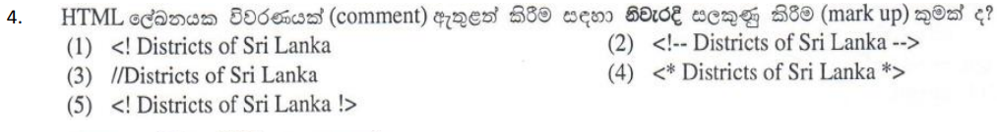 4. HTML ලේඛනයක විවරණයක් (comment) ඇතුළත් කිරීම සඳහා නිවැරදි සලකුණු කිරීම (mark up) කුමක් ද?
(1) <! Districts of Sri Lanka (2) <!-- Districts of Sri Lanka -->
(3) //Districts of Sri Lanka (4) <* Districts of Sri Lanka *>
(5) <! Districts of Sri Lanka !>